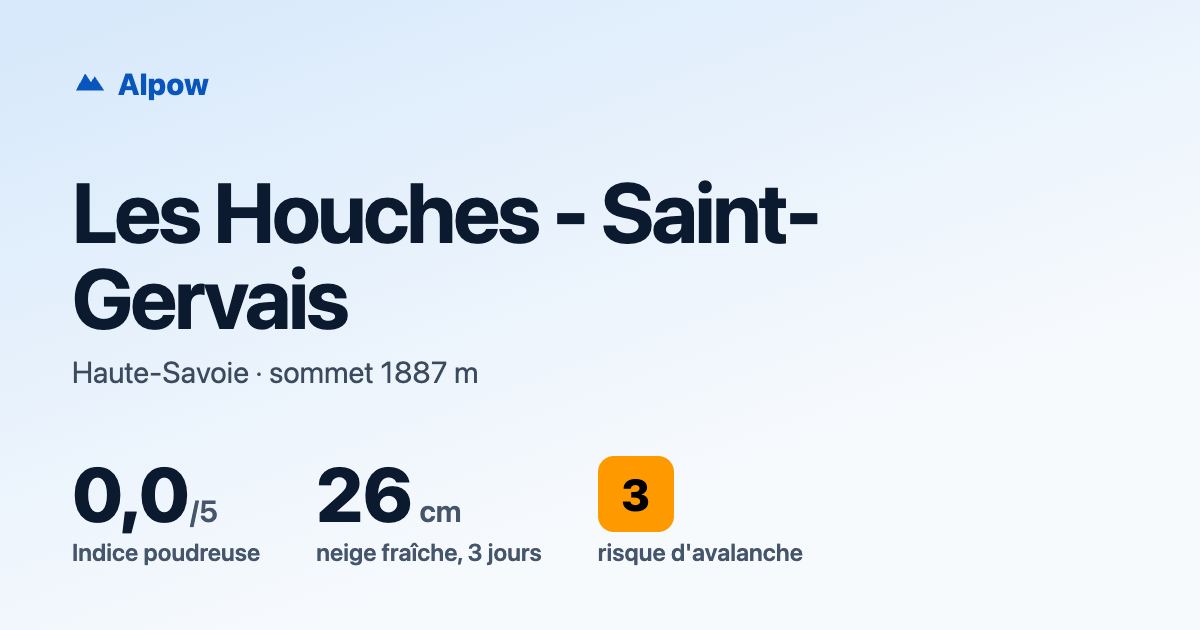 Alpow
Les Houches - Saint-
Gervais
Haute-Savoie · sommet 1887 m
0,0/5 26 cm 3
Indice poudreuse neige fraîche, 3 jours risque d'avalanche